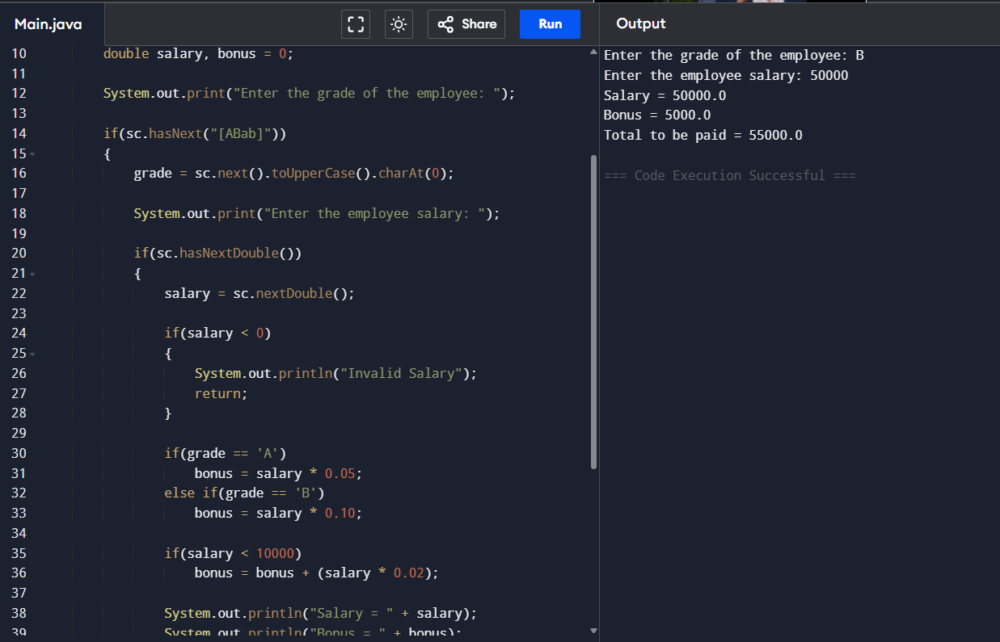 Main.java
Share
Run
Output
10 double salary, bonus = 0;
11
12 System.out.print("Enter the grade of the employee: ");
13
14 if(sc.hasNext("[ABab]"))
15 {
16 grade = sc.next().toUpperCase().charAt(0);
17
18 System.out.print("Enter the employee salary: ");
19
20 if(sc.hasNextDouble())
21 {
22 salary = sc.nextDouble();
23
24 if(salary < 0)
25 {
26 System.out.println("Invalid Salary");
27 return;
28 }
29
30 if(grade == 'A')
31 bonus = salary * 0.05;
32 else if(grade == 'B')
33 bonus = salary * 0.10;
34
35 if(salary < 10000)
36 bonus = bonus + (salary * 0.02);
37
38 System.out.println("Salary = " + salary);
39 System.out.println("Bonus = " + bonus);
Enter the grade of the employee: B
Enter the employee salary: 50000
Salary = 50000.0
Bonus = 5000.0
Total to be paid = 55000.0
=== Code Execution Successful ===